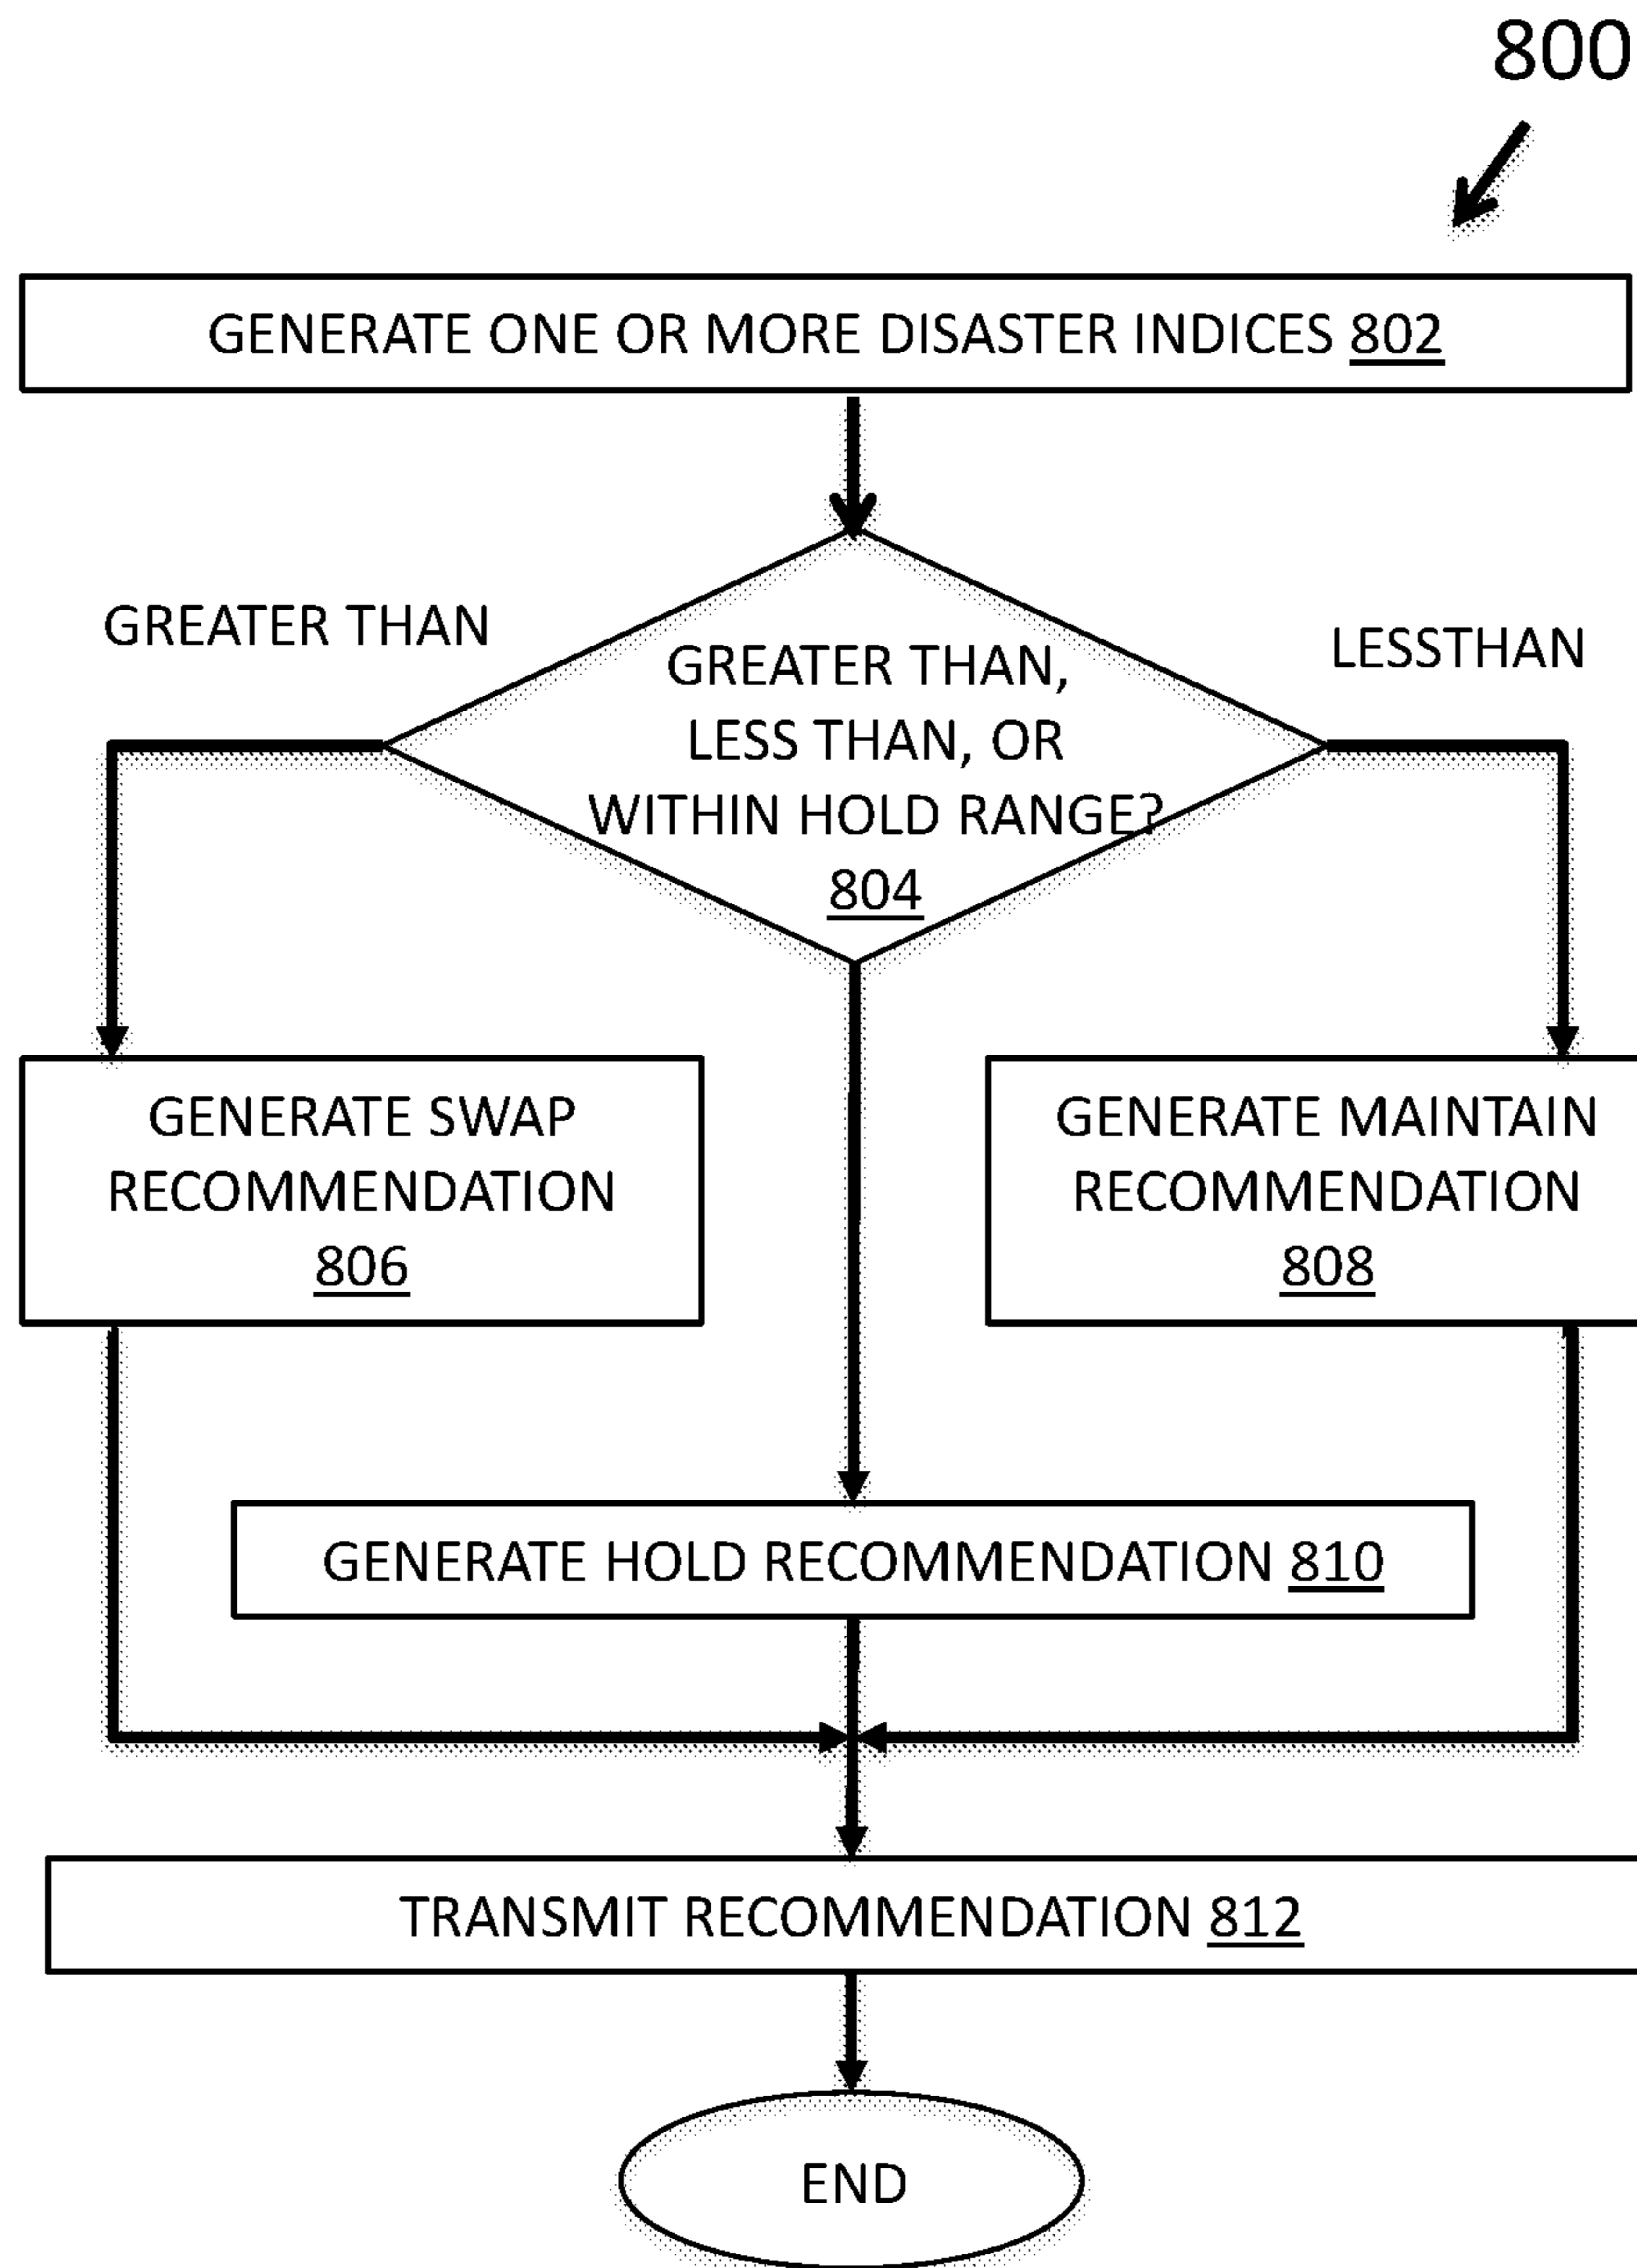 800
GENERATE ONE OR MORE DISASTER INDICES 802
GREATER THAN
LESSTHAN
GREATER THAN,
LESS THAN, OR
WITHIN HOLD RANGE?
804
GENERATE SWAP
RECOMMENDATION
806
GENERATE MAINTAIN
RECOMMENDATION
808
GENERATE HOLD RECOMMENDATION 810
TRANSMIT RECOMMENDATION 812
END